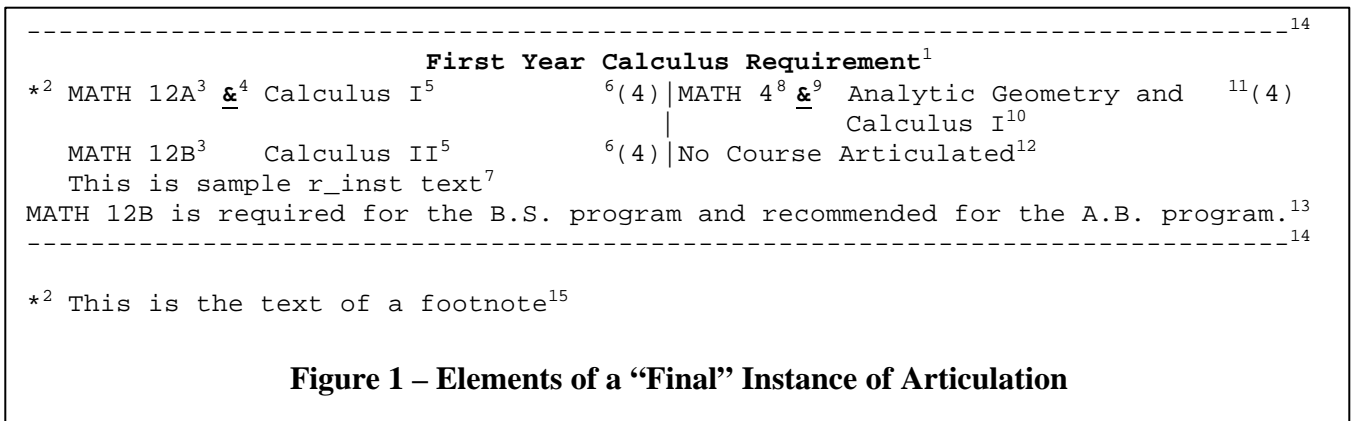 -------------------------------------------------------------------------------14
First Year Calculus Requirement1
*2 MATH 12A3 &4 Calculus I5 6(4)|MATH 48 &9 Analytic Geometry and 11(4)
| Calculus I10
MATH 12B3 Calculus II5 6(4)|No Course Articulated12
This is sample r_inst text7
MATH 12B is required for the B.S. program and recommended for the A.B. program.13
-------------------------------------------------------------------------------14
*2 This is the text of a footnote15
Figure 1 – Elements of a “Final” Instance of Articulation